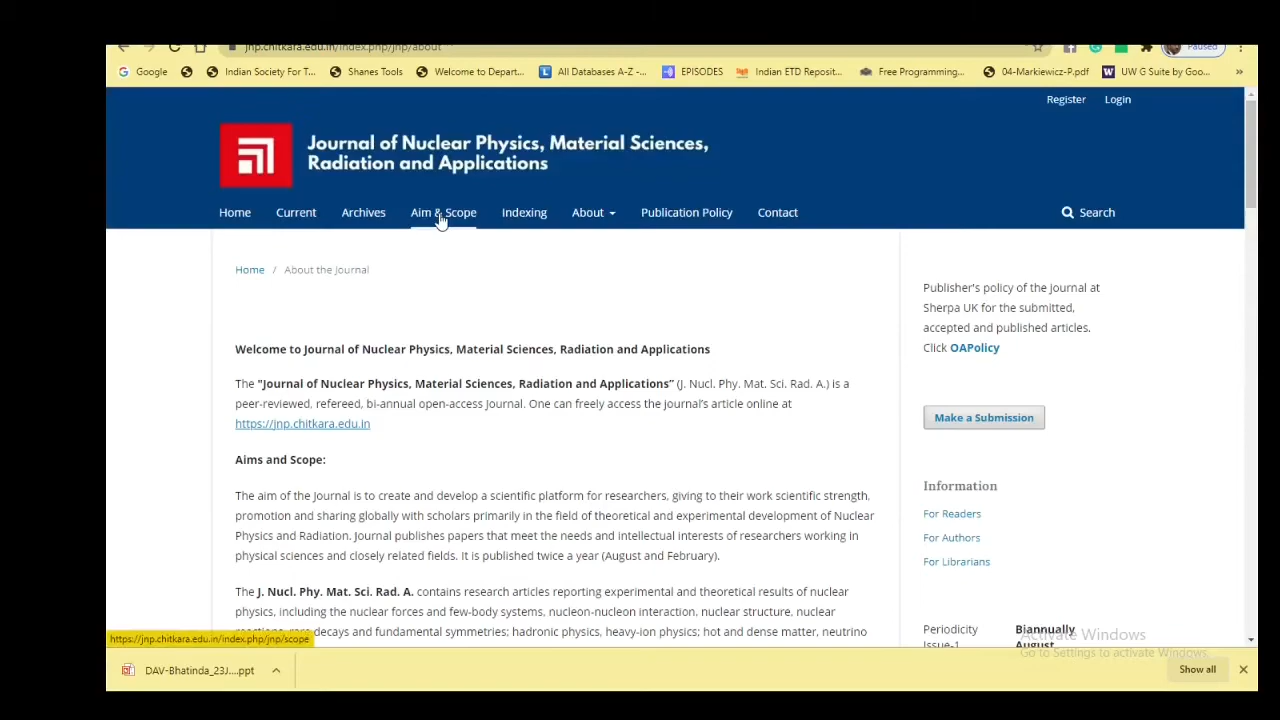 jnp.chitkara.edu.in/index.php/jnp/about
Paused
Google
Indian Society For T...
Shanes Tools
Welcome to Depart...
All Databases A-Z -...
EPISODES
Indian ETD Reposit...
Free Programming...
04-Markiewicz-P.pdf
UW G Suite by Goo...
»
Register
Login
Journal of Nuclear Physics, Material Sciences,
Radiation and Applications
Home
Current
Archives
Aim & Scope
Indexing
About
Publication Policy
Contact
Search
Home / About the Journal
Welcome to Journal of Nuclear Physics, Material Sciences, Radiation and Applications
The "Journal of Nuclear Physics, Material Sciences, Radiation and Applications” (J. Nucl. Phy. Mat. Sci. Rad. A.) is a
peer-reviewed, refereed, bi-annual open-access Journal. One can freely access the journal’s article online at
https://jnp.chitkara.edu.in
Aims and Scope:
The aim of the Journal is to create and develop a scientific platform for researchers, giving to their work scientific strength,
promotion and sharing globally with scholars primarily in the field of theoretical and experimental development of Nuclear
Physics and Radiation. Journal publishes papers that meet the needs and intellectual interests of researchers working in
physical sciences and closely related fields. It is published twice a year (August and February).
The J. Nucl. Phy. Mat. Sci. Rad. A. contains research articles reporting experimental and theoretical results of nuclear
physics, including the nuclear forces and few-body systems, nucleon-nucleon interaction, nuclear structure, nuclear
decays and fundamental symmetries; hadronic physics, heavy-ion physics; hot and dense matter, neutrino
Publisher's policy of the journal at
Sherpa UK for the submitted,
accepted and published articles.
Click OAPolicy
Make a Submission
Information
For Readers
For Authors
For Librarians
Periodicity Biannually
Issue-1 August
Activate Windows
Go to Settings to activate Windows.
https://jnp.chitkara.edu.in/index.php/jnp/scope
DAV-Bhatinda_23J....ppt
Show all